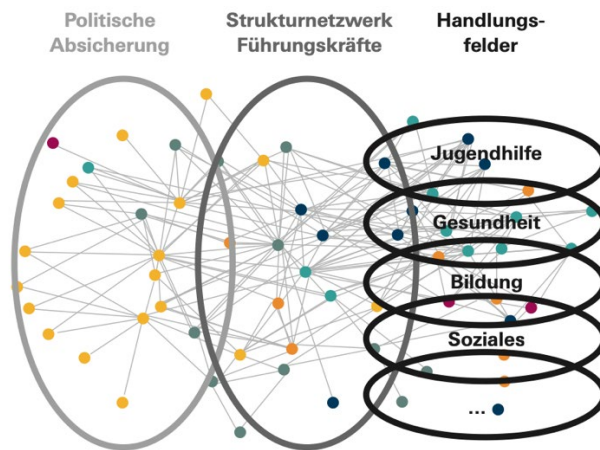 Politische
Absicherung
Strukturnetzwerk
Führungskräfte
Handlungs-
felder
Jugendhilfe
Gesundheit
Bildung
Soziales
...